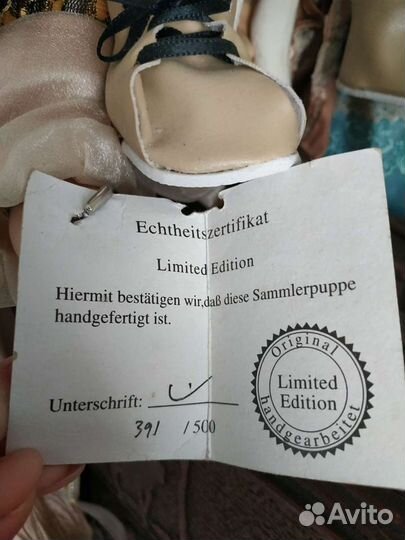 Echtheitszertifikat
Limited Edition
Hiermit bestätigen wir,daß diese Sammlerpuppe
handgefertigt ist.
Original
Limited
Edition
handgearbeitet
Unterschrift:
391 /500
Avito